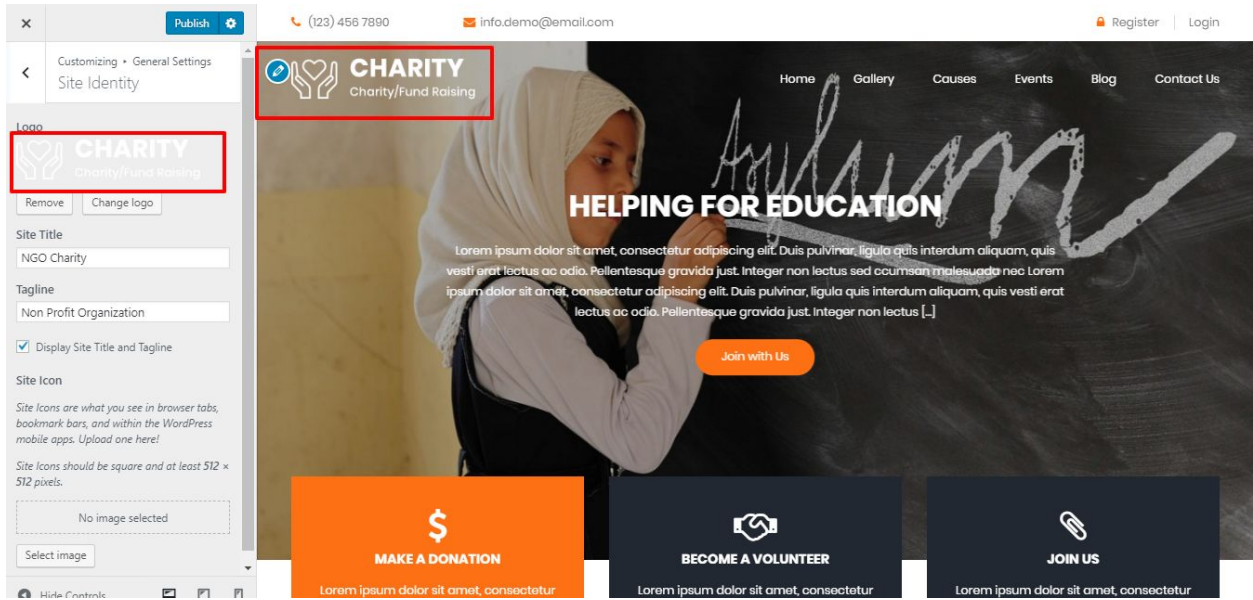 Publish
Customizing ▸ General Settings
Site Identity
Logo
CHARITY
Charity/Fund Raising
Remove
Change logo
Site Title
NGO Charity
Tagline
Non Profit Organization
Display Site Title and Tagline
Site Icon
Site Icons are what you see in browser tabs,
bookmark bars, and within the WordPress
mobile apps. Upload one here!
Site Icons should be square and at least 512 ×
512 pixels.
No image selected
Select image
Hide Controls
(123) 456 7890
info.demo@email.com
Register
Login
CHARITY
Charity/Fund Raising
Home
Gallery
Causes
Events
Blog
Contact Us
Asylum
HELPING FOR EDUCATION
Lorem ipsum dolor sit amet, consectetur adipiscing elit. Duis pulvinar, ligula quis interdum aliquam, quis
vesti erat lectus ac odio. Pellentesque gravida just. Integer non lectus sed ccumsan malesuada nec Lorem
ipsum dolor sit amet, consectetur adipiscing elit. Duis pulvinar, ligula quis interdum aliquam, quis vesti erat
lectus ac odio. Pellentesque gravida just. Integer non lectus […]
Join with Us
MAKE A DONATION
Lorem ipsum dolor sit amet, consectetur
BECOME A VOLUNTEER
Lorem ipsum dolor sit amet, consectetur
JOIN US
Lorem ipsum dolor sit amet, consectetur